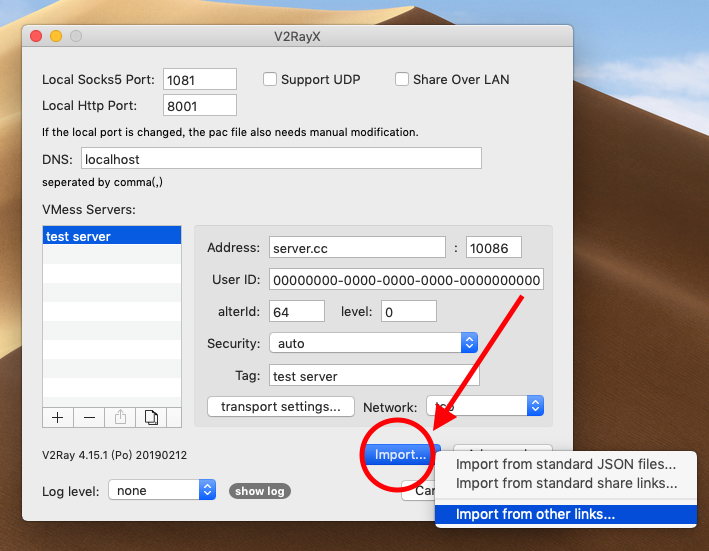 V2RayX
Local Socks5 Port: 1081 Support UDP Share Over LAN
Local Http Port: 8001
If the local port is changed, the pac file also needs manual modification.
DNS: localhost
seperated by comma(,)
VMess Servers:
test server
Address: server.cc : 10086
User ID: 00000000-0000-0000-0000-0000000000
alterId: 64 level: 0
Security: auto
Tag: test server
transport settings... Network:
V2Ray 4.15.1 (Po) 20190212
Import...
Import from standard JSON files...
Import from standard share links...
Import from other links...
Log level: none show log